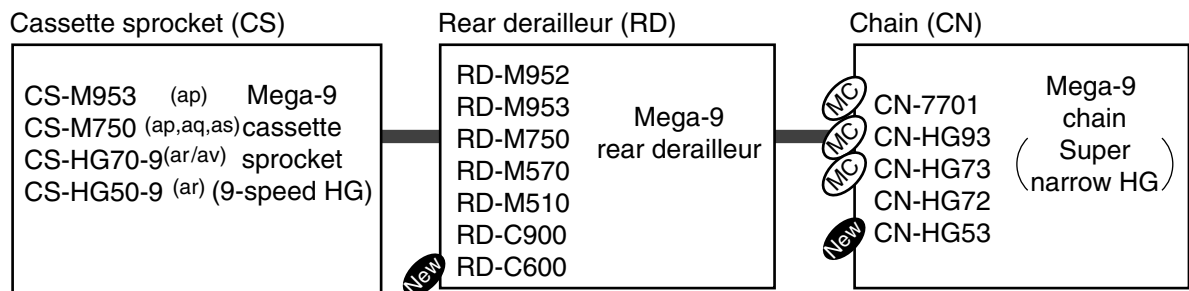 Cassette sprocket (CS)
CS-M953 (ap) Mega-9
CS-M750 (ap,aq,as) cassette
CS-HG70-9 (ar/av) sprocket
CS-HG50-9 (ar) (9-speed HG)
Rear derailleur (RD)
RD-M952
RD-M953
RD-M750
RD-M570
RD-M510
RD-C900
New RD-C600
Mega-9
rear derailleur
Chain (CN)
MC CN-7701
MC CN-HG93
MC CN-HG73
CN-HG72
New CN-HG53
Mega-9
chain
(Super
narrow HG)